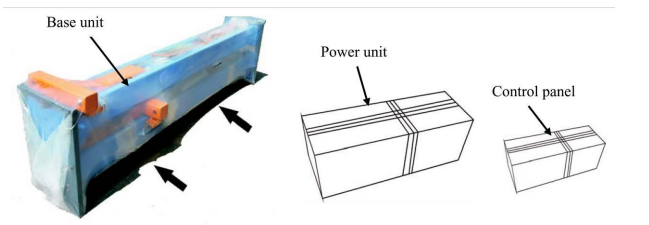 Base unit
Power unit
Control panel